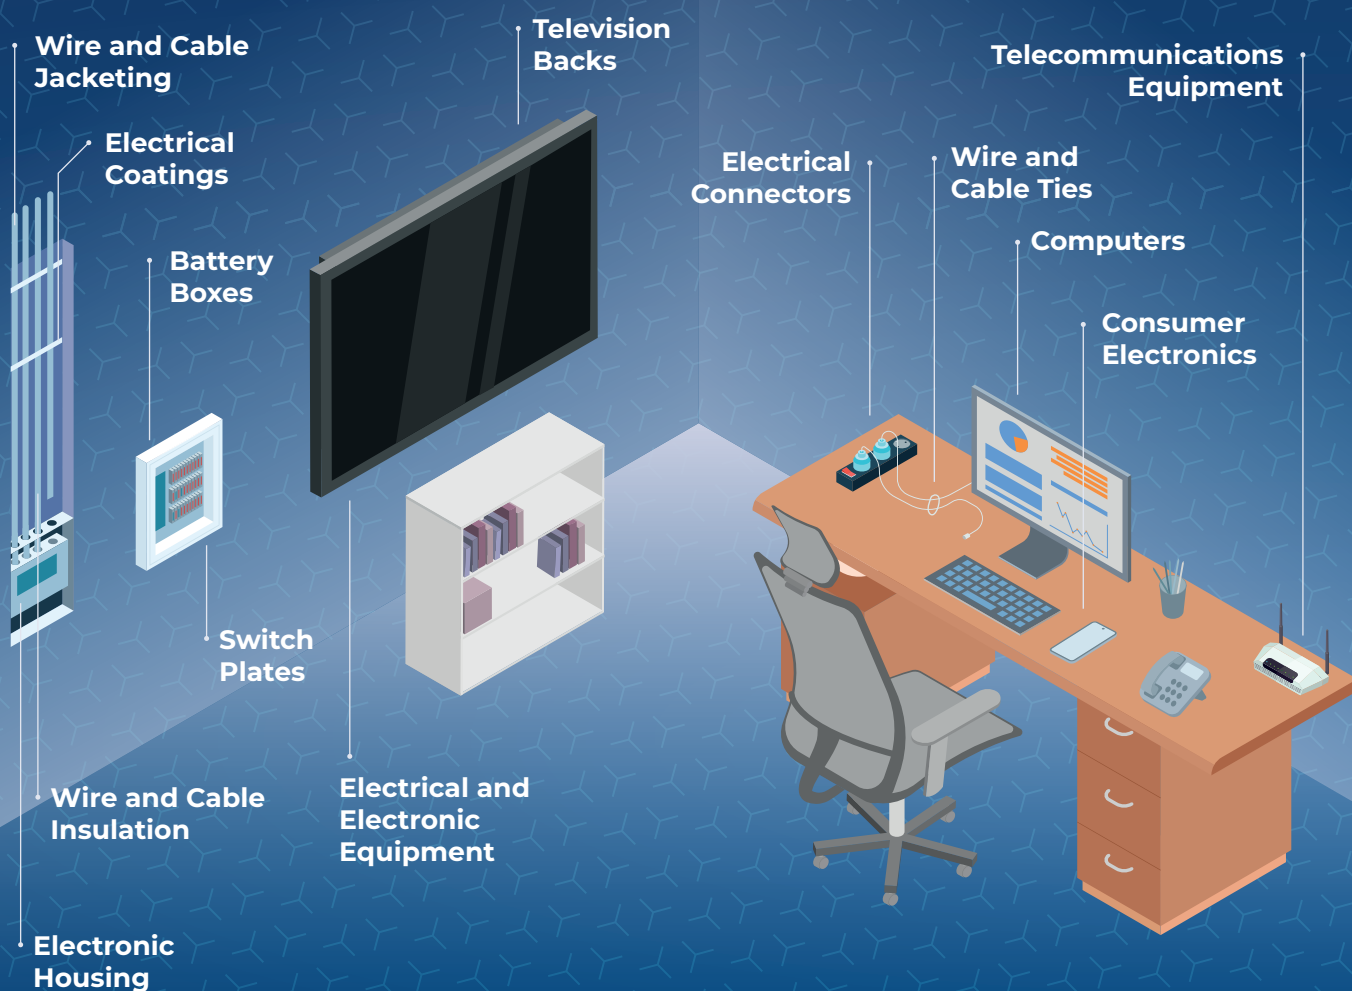 Wire and Cable
Jacketing
Electrical
Coatings
Battery
Boxes
Television
Backs
Telecommunications
Equipment
Electrical
Connectors
Wire and
Cable Ties
Computers
Consumer
Electronics
Switch
Plates
Wire and Cable
Insulation
Electrical and
Electronic
Equipment
Electronic
Housing